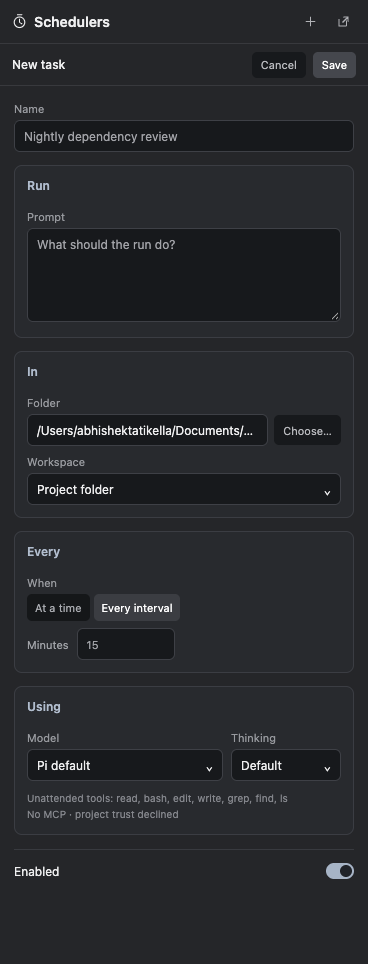 Schedulers
New task
Cancel
Save
Name
Nightly dependency review
Run
Prompt
What should the run do?
In
Folder
/Users/abhishektatikella/Documents/...
Choose...
Workspace
Project folder
Every
When
At a time
Every interval
Minutes
15
Using
Model
Thinking
Pi default
Default
Unattended tools: read, bash, edit, write, grep, find, ls
No MCP · project trust declined
Enabled